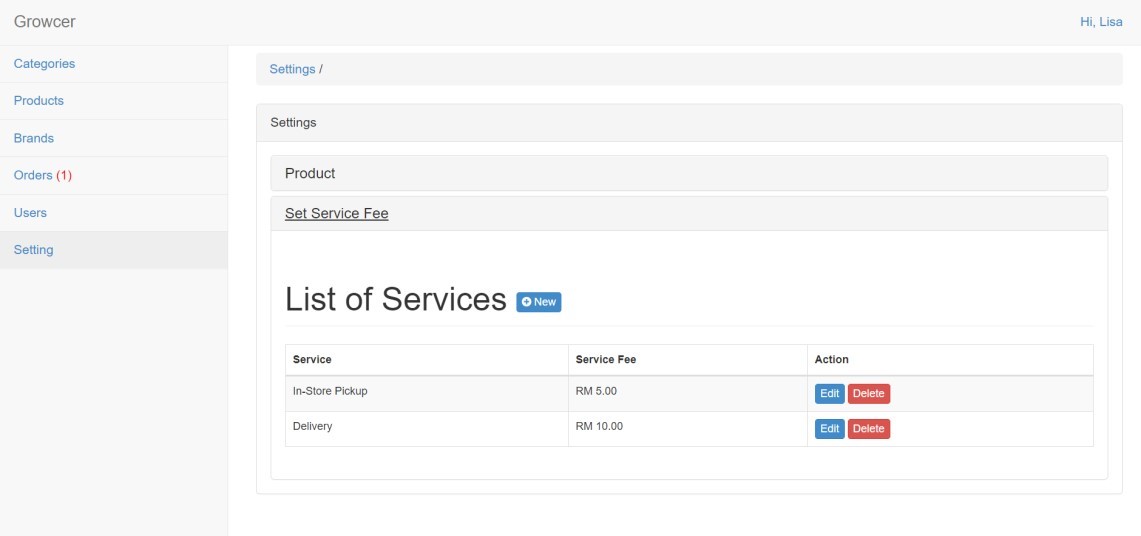 Growcer
Hi, Lisa
Categories
Products
Brands
Orders (1)
Users
Setting
Settings /
Settings
Product
Set Service Fee
List of Services New
Service Service Fee Action
In-Store Pickup RM 5.00 Edit Delete
Delivery RM 10.00 Edit Delete